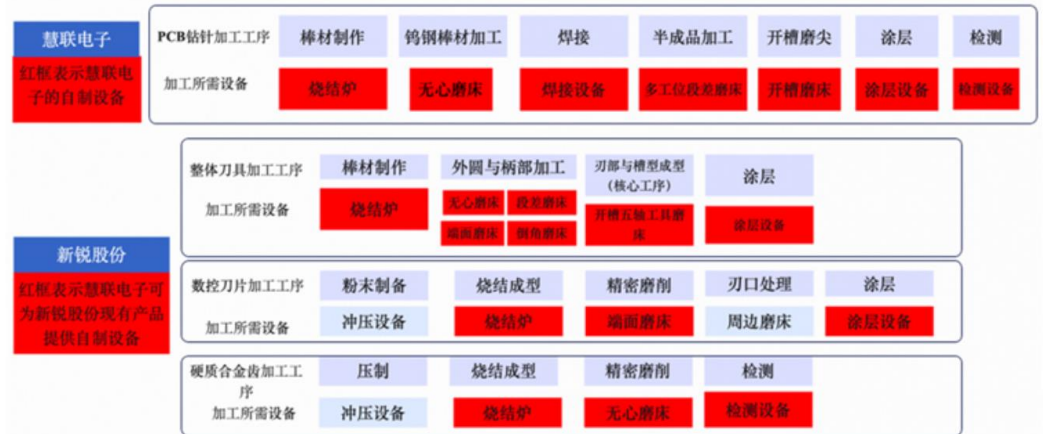 慧联电子
红框表示慧联电
子的自制设备
PCB钻针加工工序 棒材制作 钨钢棒材加工 焊接 半成品加工 开槽磨尖 涂层 检测
加工所需设备 烧结炉 无心磨床 焊接设备 多工位段差磨床 开槽磨床 涂层设备 检测设备
新锐股份
红框表示慧联电子可
为新锐股份现有产品
提供自制设备
整体刀具加工工序 棒材制作 外圆与柄部加工 刃部与槽型成型
(核心工序) 涂层
加工所需设备 烧结炉 无心磨床 段差磨床
端面磨床 倒角磨床
开槽五轴工具磨
床
涂层设备
数控刀片加工工序 粉末制备 烧结成型 精密磨削 刃口处理 涂层
加工所需设备 冲压设备 烧结炉 端面磨床 周边磨床 涂层设备
硬质合金齿加工工
序
压制 烧结成型 精密磨削 检测
加工所需设备 冲压设备 烧结炉 无心磨床 检测设备